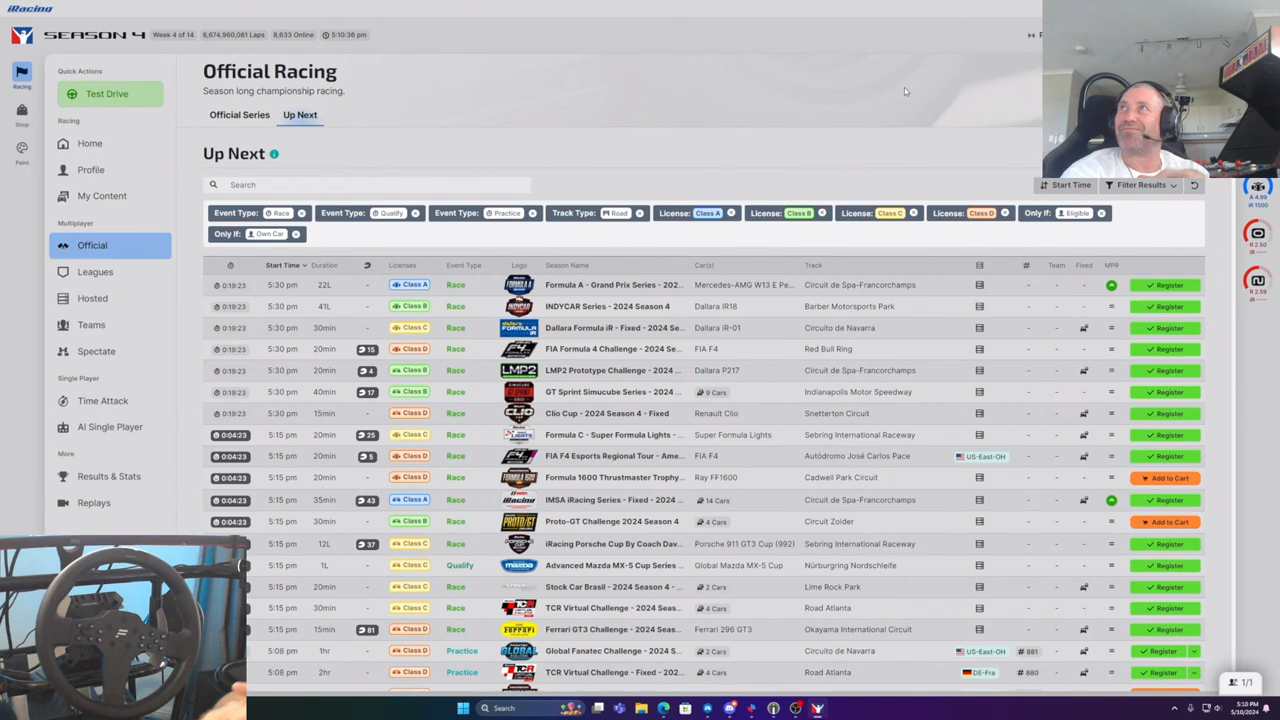 iRacing
SEASON 4 Week 4 of 14 6,674,960,081 Laps 8,633 Online 5:10:36 pm
Racing
Shop
Paint
Quick Actions
Test Drive
Racing
Home
Profile
My Content
Multiplayer
Official
Leagues
Hosted
Teams
Spectate
Single Player
Time Attack
AI Single Player
More
Results & Stats
Replays
Official Racing
Season long championship racing.
Official Series Up Next
Up Next
Search Start Time Filter Results
Event Type: Race Event Type: Qualify Event Type: Practice Track Type: Road License: Class A License: Class B License: Class C License: Class D Only If: Eligible
Only If: Own Car
Start Time Duration Licenses Event Type Logo Season Name Car(s) Track # Team Fixed MPR
0:19:23 5:30 pm 22L - Class A Race Formula A - Grand Prix Series - 202... Mercedes-AMG W13 E Pe... Circuit de Spa-Francorchamps - - - Register
0:19:23 5:30 pm 41L - Class B Race INDYCAR Series - 2024 Season 4 Dallara IR18 Barber Motorsports Park - - - = Register
0:19:23 5:30 pm 30min - Class C Race Dallara Formula iR - Fixed - 2024 Se... Dallara iR-01 Circuito de Navarra - - = Register
0:19:23 5:30 pm 20min 15 Class D Race FIA Formula 4 Challenge - 2024 Se... FIA F4 Red Bull Ring - - = Register
0:19:23 5:30 pm 20min 4 Class B Race LMP2 Prototype Challenge - 2024 ... Dallara P217 Circuit de Spa-Francorchamps - - = Register
0:19:23 5:30 pm 40min 17 Class B Race GT Sprint Simucube Series - 2024 ... 9 Cars Indianapolis Motor Speedway - - - = Register
0:19:23 5:30 pm 15min - Class D Race Clio Cup - 2024 Season 4 - Fixed Renault Clio Snetterton Circuit - - = Register
0:04:23 5:15 pm 20min 25 Class C Race Formula C - Super Formula Lights - ... Super Formula Lights Sebring International Raceway - - - = Register
0:04:23 5:15 pm 20min 5 Class D Race FIA F4 Esports Regional Tour - Ame... FIA F4 Autódromo José Carlos Pace US-East-OH - - = Register
0:04:23 5:15 pm 20min - Class D Race Formula 1600 Thrustmaster Trophy... Ray FF1600 Cadwell Park Circuit - - = Add to Cart
0:04:23 5:15 pm 35min 43 Class A Race IMSA iRacing Series - Fixed - 2024 ... 14 Cars Circuit de Spa-Francorchamps - - Register
0:04:23 5:15 pm 30min - Class B Race Proto-GT Challenge 2024 Season 4 4 Cars Circuit Zolder - - - = Add to Cart
5:15 pm 12L 37 Class C Race iRacing Porsche Cup By Coach Dav... Porsche 911 GT3 Cup (992) Sebring International Raceway - - = Register
5:15 pm 1L - Class C Qualify Advanced Mazda MX-5 Cup Series ... Global Mazda MX-5 Cup Nürburgring Nordschleife - - - = Register
5:15 pm 20min - Class C Race Stock Car Brasil - 2024 Season 4 - ... 2 Cars Lime Rock Park - - = Register
5:15 pm 30min - Class C Race TCR Virtual Challenge - 2024 Seas... 4 Cars Road Atlanta - - = Register
5:15 pm 15min 81 Class D Race Ferrari GT3 Challenge - Fixed - 202... Ferrari 296 GT3 Okayama International Circuit - - = Register
5:08 pm 1hr - Class D Practice Global Fanatec Challenge - 2024 Se... 2 Cars Circuito de Navarra US-East-OH # 881 - = Register
5:08 pm 2hr - Class D Practice TCR Virtual Challenge - Fixed - 202... 4 Cars Road Atlanta DE-Fra # 880 - = Register
A 4.99
iR 1500
R 2.50
iR ----
R 2.59
iR ----
1/1
Search
5:10 PM
5/10/2024